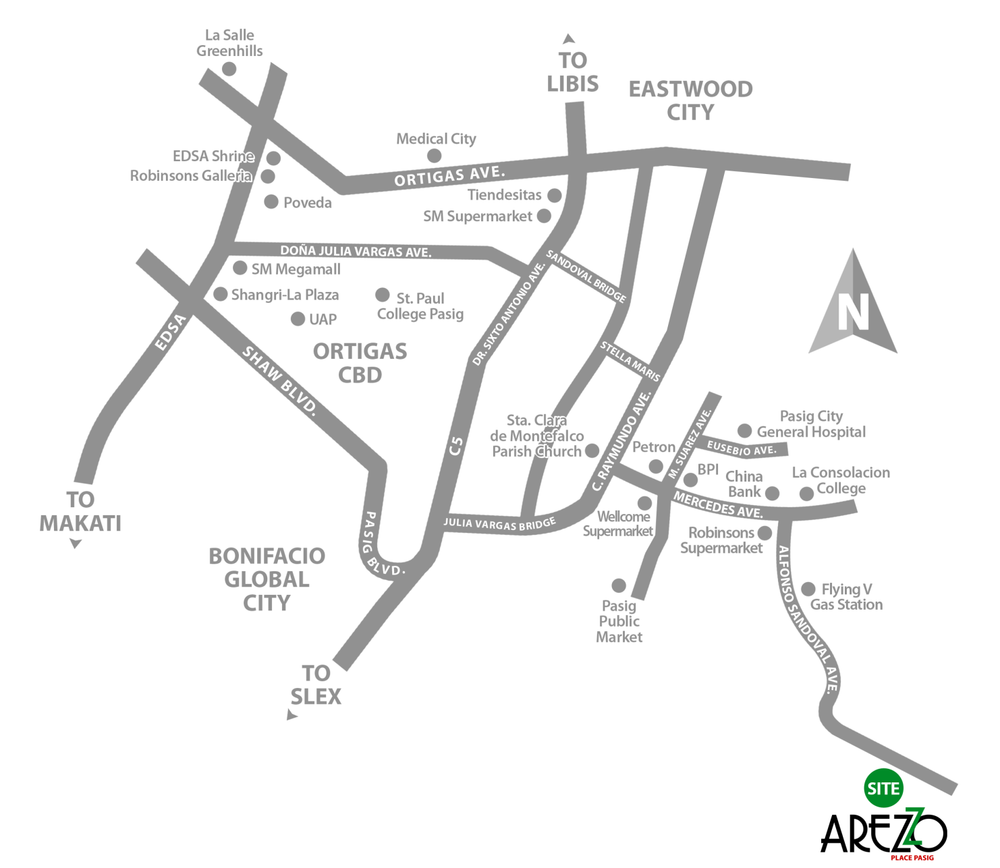 La Salle
Greenhills
TO
LIBIS
EASTWOOD
CITY
Medical City
EDSA Shrine
Robinsons Galleria
ORTIGAS AVE.
Poveda
Tiendesitas
SM Supermarket
DOÑA JULIA VARGAS AVE.
SANDOVAL BRIDGE
SM Megamall
Shangri-La Plaza
St. Paul
College Pasig
UAP
EDSA
DR. SIXTO ANTONIO AVE.
N
ORTIGAS
CBD
SHAW BLVD.
STELLA MARIS
Sta. Clara
de Montefalco
Parish Church
C5
C. RAYMUNDO AVE.
Petron
M. SUAREZ AVE.
Pasig City
General Hospital
EUSEBIO AVE.
BPI
China
Bank
La Consolacion
College
MERCEDES AVE.
TO
MAKATI
PASIG BLVD.
JULIA VARGAS BRIDGE
Wellcome
Supermarket
Robinsons
Supermarket
BONIFACIO
GLOBAL
CITY
ALFONSO SANDOVAL AVE.
Flying V
Gas Station
Pasig
Public
Market
TO
SLEX
SITE
AREZZO
PLACE PASIG